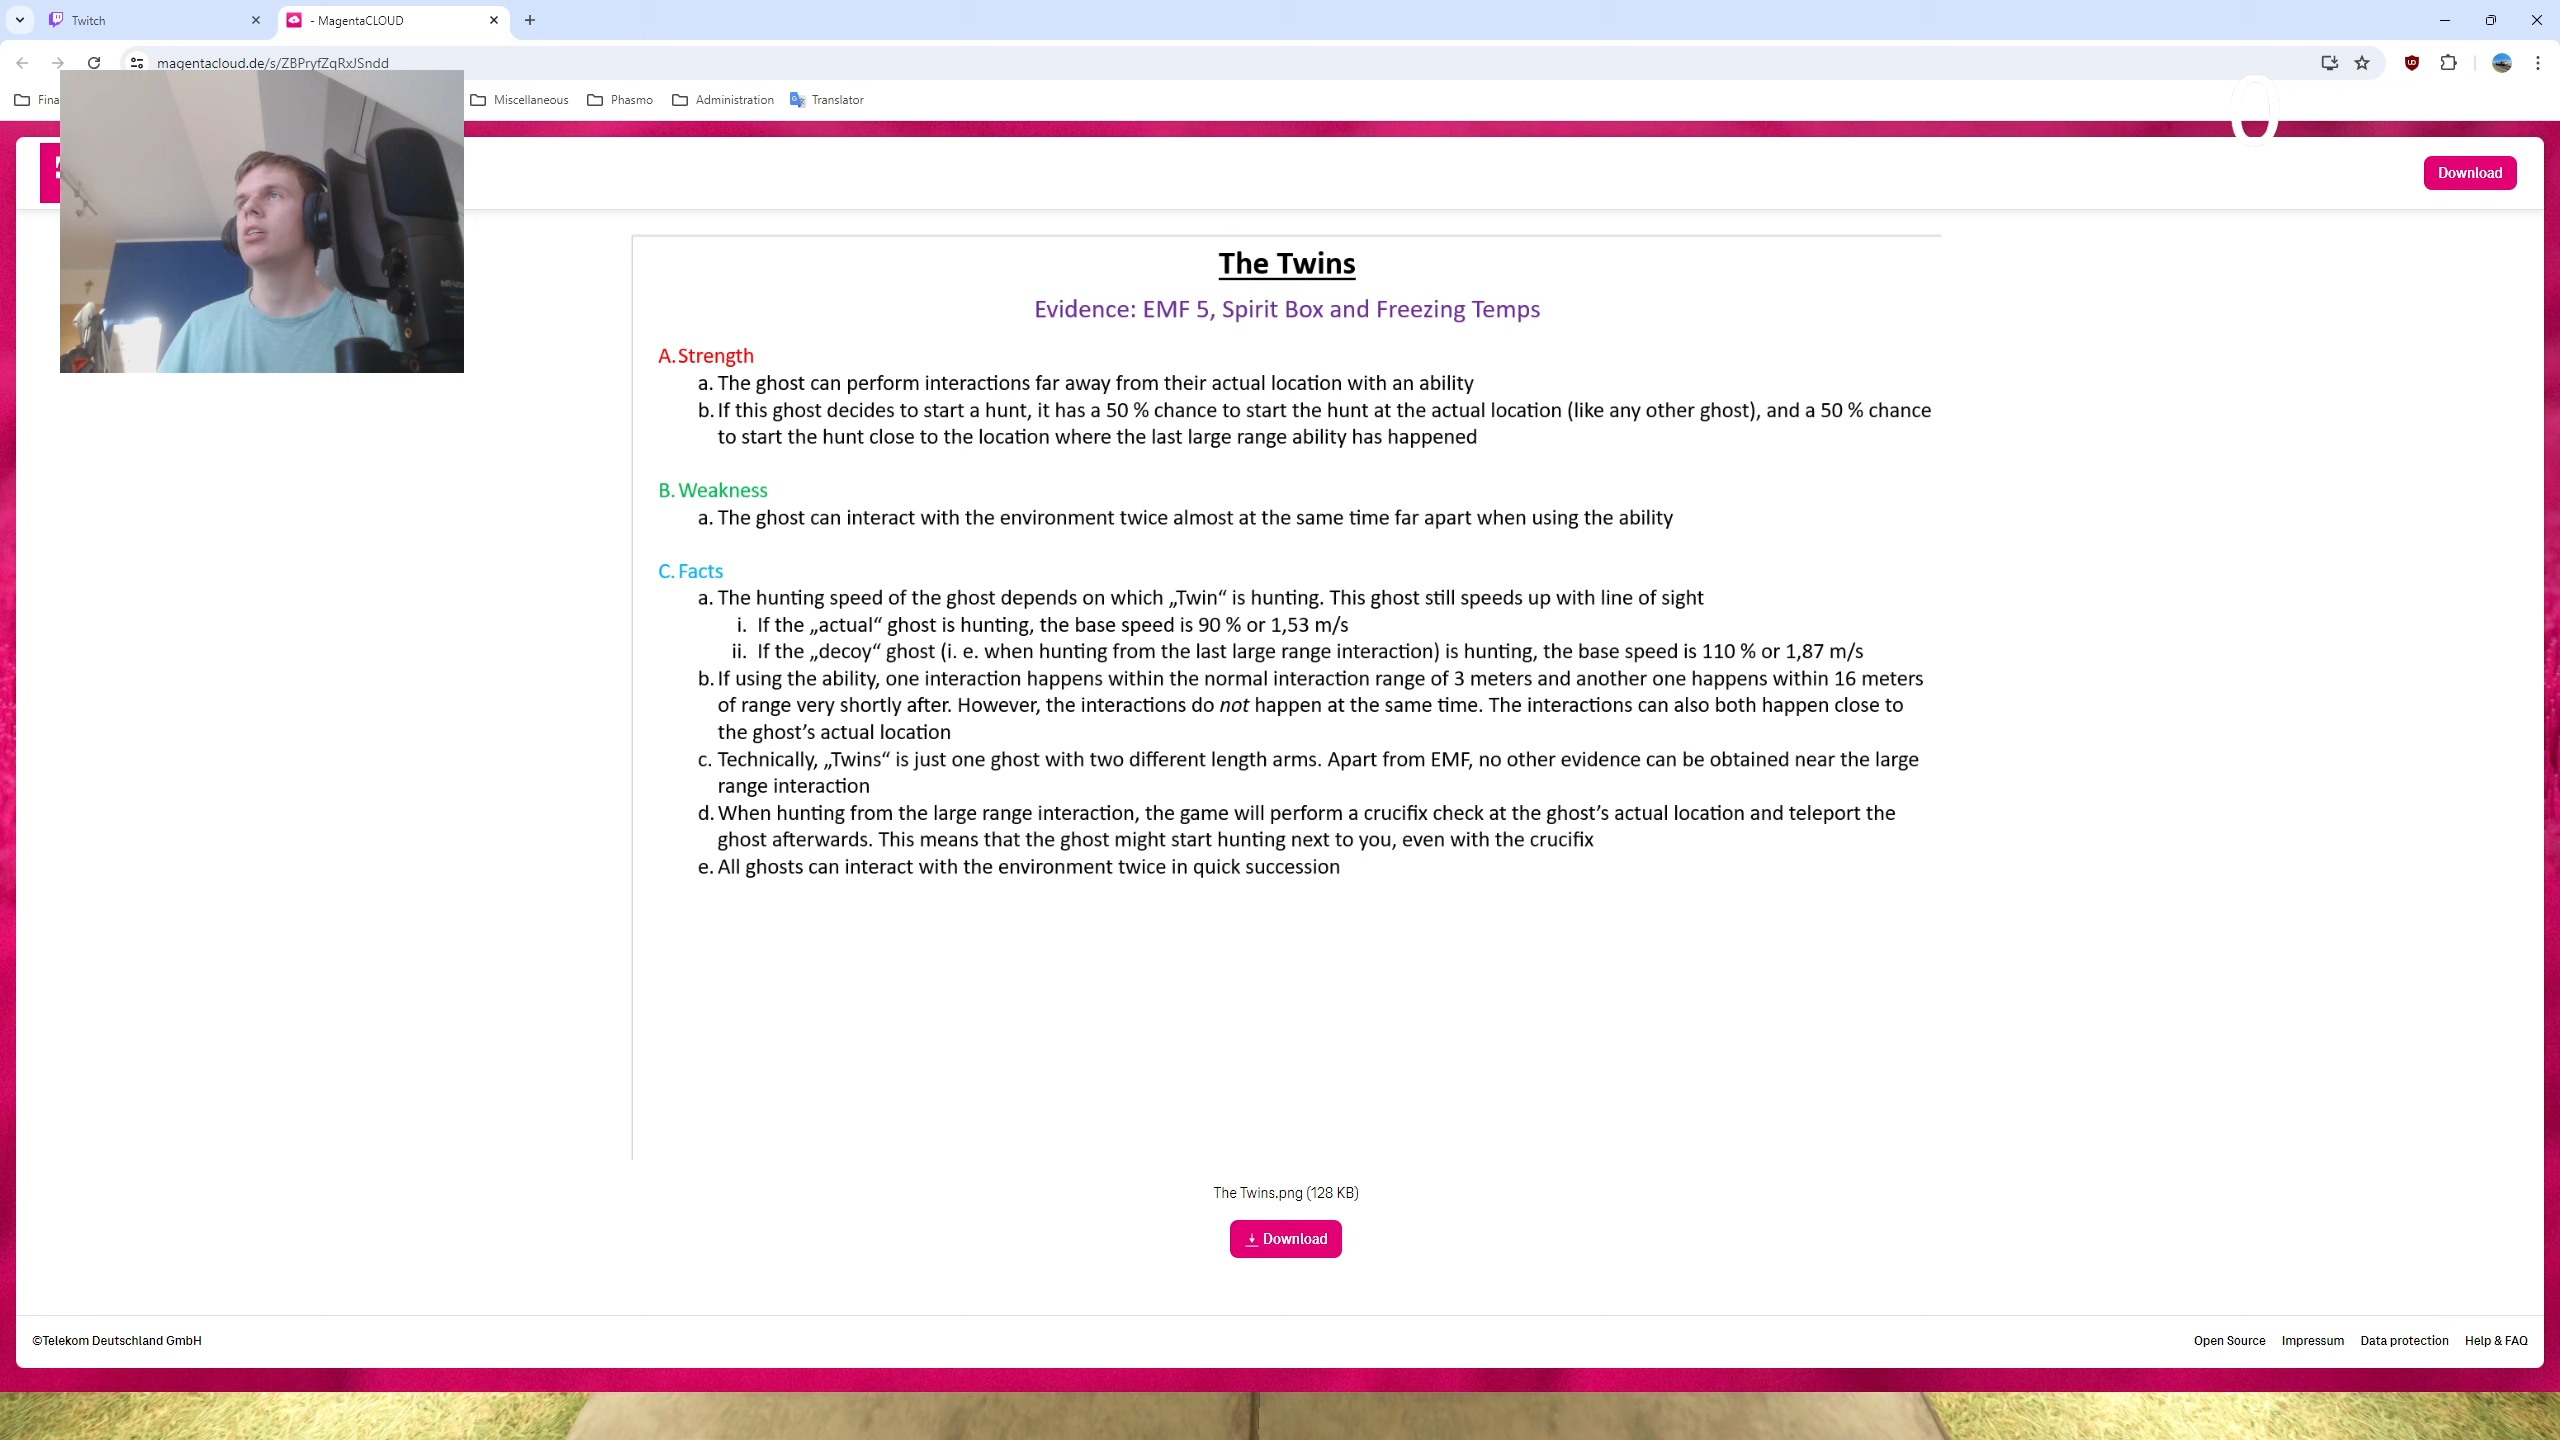 Twitch
- MagentaCLOUD
magentacloud.de/s/ZBPryfZqRxJSndd
Miscellaneous
Phasmo
Administration
Translator
0
Download
The Twins
Evidence: EMF 5, Spirit Box and Freezing Temps
A. Strength
a. The ghost can perform interactions far away from their actual location with an ability
b. If this ghost decides to start a hunt, it has a 50 % chance to start the hunt at the actual location (like any other ghost), and a 50 % chance
to start the hunt close to the location where the last large range ability has happened
B. Weakness
a. The ghost can interact with the environment twice almost at the same time far apart when using the ability
C. Facts
a. The hunting speed of the ghost depends on which „Twin“ is hunting. This ghost still speeds up with line of sight
i. If the „actual“ ghost is hunting, the base speed is 90 % or 1,53 m/s
ii. If the „decoy“ ghost (i. e. when hunting from the last large range interaction) is hunting, the base speed is 110 % or 1,87 m/s
b. If using the ability, one interaction happens within the normal interaction range of 3 meters and another one happens within 16 meters
of range very shortly after. However, the interactions do not happen at the same time. The interactions can also both happen close to
the ghost’s actual location
c. Technically, „Twins“ is just one ghost with two different length arms. Apart from EMF, no other evidence can be obtained near the large
range interaction
d. When hunting from the large range interaction, the game will perform a crucifix check at the ghost’s actual location and teleport the
ghost afterwards. This means that the ghost might start hunting next to you, even with the crucifix
e. All ghosts can interact with the environment twice in quick succession
The Twins.png (128 KB)
Download
©Telekom Deutschland GmbH
Open Source
Impressum
Data protection
Help & FAQ